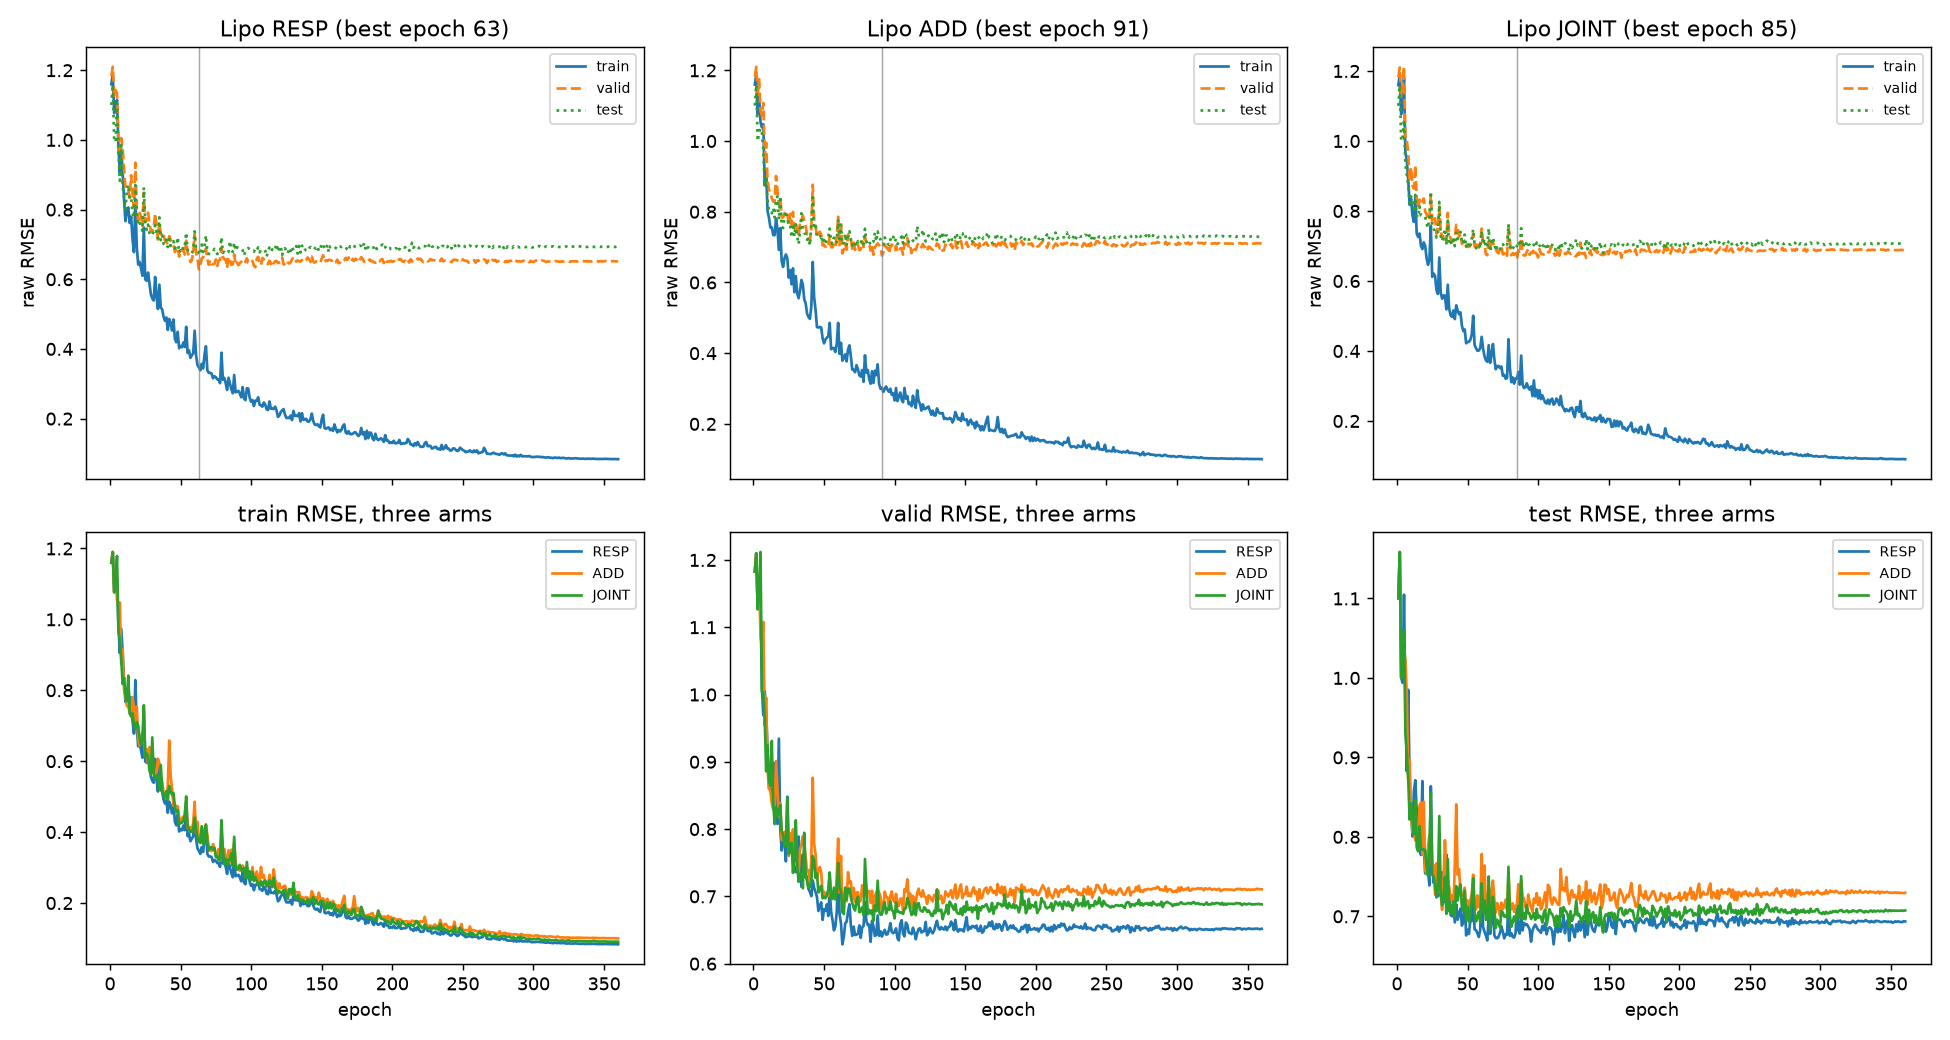 Lipo RESP (best epoch 63)
raw RMSE
1.2
1.0
0.8
0.6
0.4
0.2
train
valid
test
Lipo ADD (best epoch 91)
raw RMSE
1.2
1.0
0.8
0.6
0.4
0.2
train
valid
test
Lipo JOINT (best epoch 85)
raw RMSE
1.2
1.0
0.8
0.6
0.4
0.2
train
valid
test
train RMSE, three arms
1.2
1.0
0.8
0.6
0.4
0.2
RESP
ADD
JOINT
0 50 100 150 200 250 300 350
epoch
valid RMSE, three arms
1.2
1.1
1.0
0.9
0.8
0.7
0.6
RESP
ADD
JOINT
0 50 100 150 200 250 300 350
epoch
test RMSE, three arms
1.1
1.0
0.9
0.8
0.7
RESP
ADD
JOINT
0 50 100 150 200 250 300 350
epoch